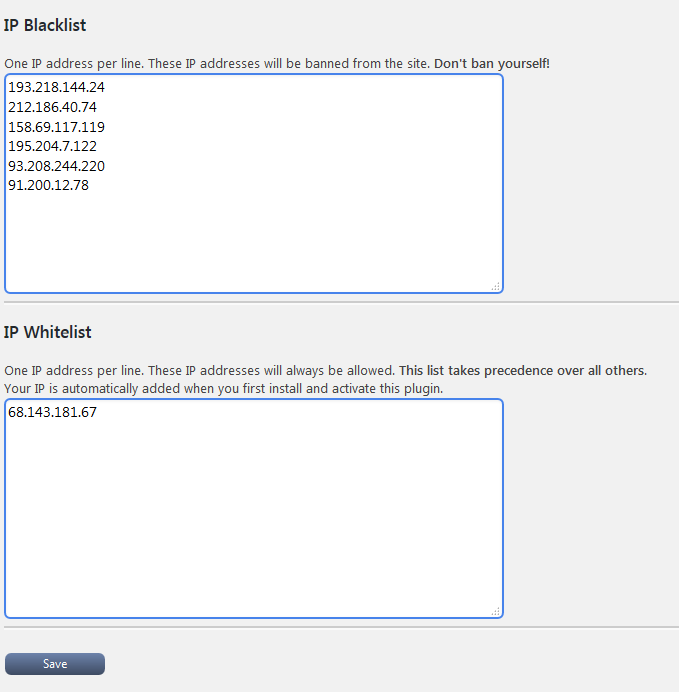 IP Blacklist
One IP address per line. These IP addresses will be banned from the site. Don't ban yourself!
193.218.144.24
212.186.40.74
158.69.117.119
195.204.7.122
93.208.244.220
91.200.12.78
IP Whitelist
One IP address per line. These IP addresses will always be allowed. This list takes precedence over all others.
Your IP is automatically added when you first install and activate this plugin.
68.143.181.67
Save